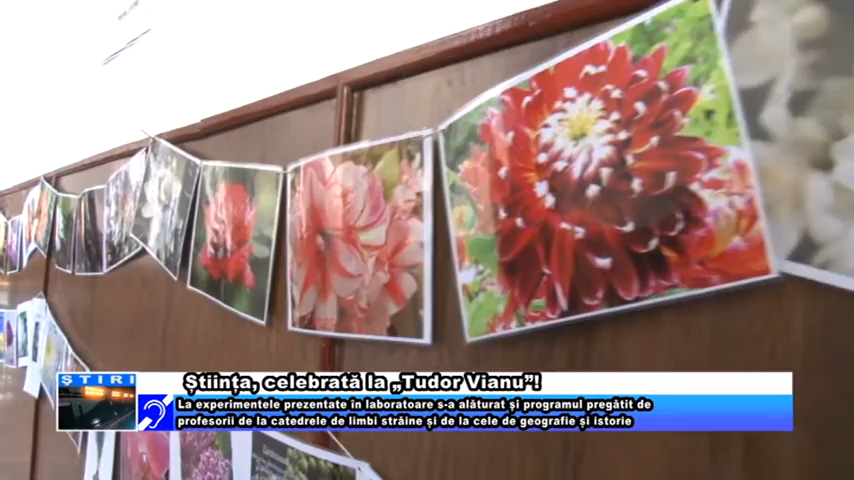 Știința, celebrată la „Tudor Vianu”!
ȘTIRI
La experimentele prezentate în laboratoare s-a alăturat și programul pregătit de
profesorii de la catedrele de limbi străine și de la cele de geografie și istorie